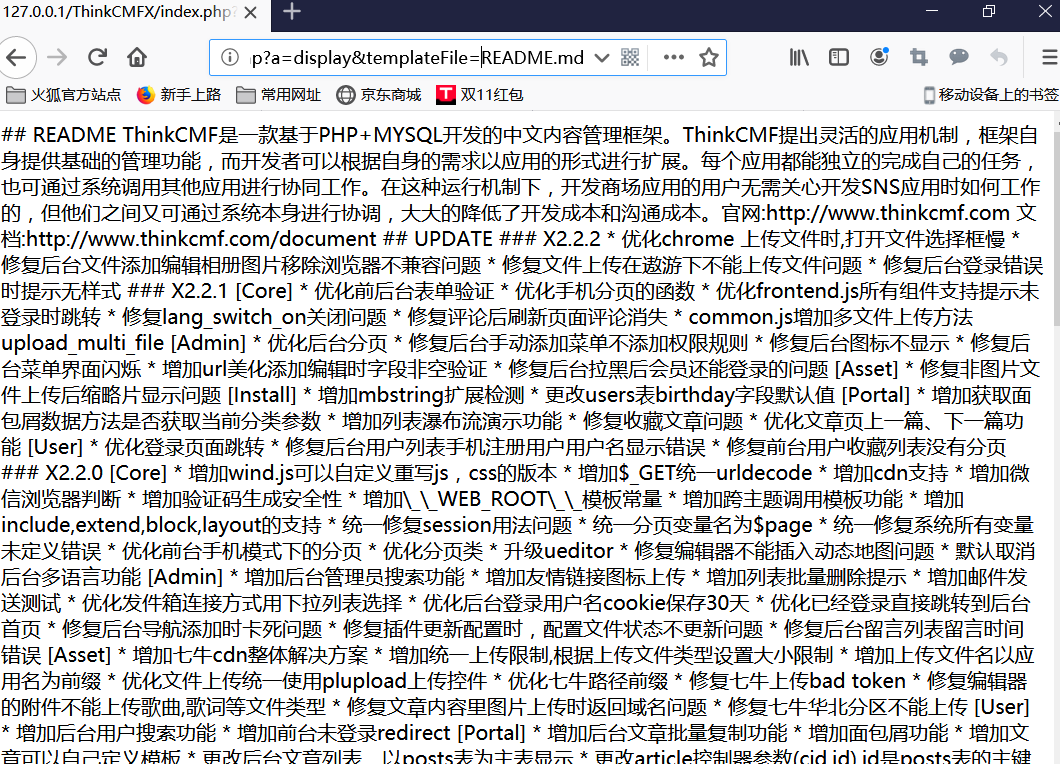 127.0.0.1/ThinkCMFX/index.php
p?a=display&templateFile=README.md
火狐官方站点 新手上路 常用网址 京东商城 双11红包 移动设备上的书签
## README ThinkCMF是一款基于PHP+MYSQL开发的中文内容管理框架。ThinkCMF提出灵活的应用机制，框架自
身提供基础的管理功能，而开发者可以根据自身的需求以应用的形式进行扩展。每个应用都能独立的完成自己的任务，
也可通过系统调用其他应用进行协同工作。在这种运行机制下，开发商场应用的用户无需关心开发SNS应用时如何工作
的，但他们之间又可通过系统本身进行协调，大大的降低了开发成本和沟通成本。官网:http://www.thinkcmf.com 文
档:http://www.thinkcmf.com/document ## UPDATE ### X2.2.2 * 优化chrome 上传文件时,打开文件选择框慢 *
修复后台文件添加编辑相册图片移除浏览器不兼容问题 * 修复文件上传在遨游下不能上传文件问题 * 修复后台登录错误
时提示无样式 ### X2.2.1 [Core] * 优化前后台表单验证 * 优化手机分页的函数 * 优化frontend.js所有组件支持提示未
登录时跳转 * 修复lang_switch_on关闭问题 * 修复评论后刷新页面评论消失 * common.js增加多文件上传方法
upload_multi_file [Admin] * 优化后台分页 * 修复后台手动添加菜单不添加权限规则 * 修复后台图标不显示 * 修复后
台菜单界面闪烁 * 增加url美化添加编辑时字段非空验证 * 修复后台拉黑后会员还能登录的问题 [Asset] * 修复非图片文
件上传后缩略片显示问题 [Install] * 增加mbstring扩展检测 * 更改users表birthday字段默认值 [Portal] * 增加获取面
包屑数据方法是否获取当前分类参数 * 增加列表瀑布流演示功能 * 修复收藏文章问题 * 优化文章页上一篇、下一篇功
能 [User] * 优化登录页面跳转 * 修复后台用户列表手机注册用户用户名显示错误 * 修复前台用户收藏列表没有分页
### X2.2.0 [Core] * 增加wind.js可以自定义重写js，css的版本 * 增加$_GET统一urldecode * 增加cdn支持 * 增加微
信浏览器判断 * 增加验证码生成安全性 * 增加\_\_WEB_ROOT\_\_模板常量 * 增加跨主题调用模板功能 * 增加
include,extend,block,layout的支持 * 统一修复session用法问题 * 统一分页变量名为$page * 统一修复系统所有变量
未定义错误 * 优化前台手机模式下的分页 * 优化分页类 * 升级ueditor * 修复编辑器不能插入动态地图问题 * 默认取消
后台多语言功能 [Admin] * 增加后台管理员搜索功能 * 增加友情链接图标上传 * 增加列表批量删除提示 * 增加邮件发
送测试 * 优化发件箱连接方式用下拉列表选择 * 优化后台登录用户名cookie保存30天 * 优化已经登录直接跳转到后台
首页 * 修复后台导航添加时卡死问题 * 修复插件更新配置时，配置文件状态不更新问题 * 修复后台留言列表留言时间
错误 [Asset] * 增加七牛cdn整体解决方案 * 增加统一上传限制,根据上传文件类型设置大小限制 * 增加上传文件名以应
用名为前缀 * 优化文件上传统一使用plupload上传控件 * 优化七牛路径前缀 * 修复七牛上传bad token * 修复编辑器
的附件不能上传歌曲,歌词等文件类型 * 修复文章内容里图片上传时返回域名问题 * 修复七牛华北分区不能上传 [User]
* 增加后台用户搜索功能 * 增加前台未登录redirect [Portal] * 增加后台文章批量复制功能 * 增加面包屑功能 * 增加文
章可以自己定义模板 * 更改后台文章列表，以posts表为主表显示 * 更改article控制器参数(cid,id),id是posts表的主键